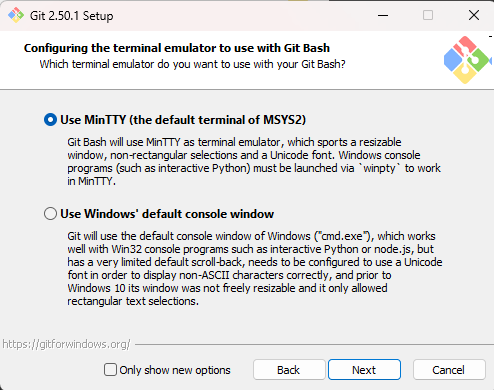 Git 2.50.1 Setup
Configuring the terminal emulator to use with Git Bash
Which terminal emulator do you want to use with your Git Bash?
Use MinTTY (the default terminal of MSYS2)
Git Bash will use MinTTY as terminal emulator, which sports a resizable
window, non-rectangular selections and a Unicode font. Windows console
programs (such as interactive Python) must be launched via `winpty` to work
in MinTTY.
Use Windows' default console window
Git will use the default console window of Windows ("cmd.exe"), which works
well with Win32 console programs such as interactive Python or node.js, but
has a very limited default scroll-back, needs to be configured to use a Unicode
font in order to display non-ASCII characters correctly, and prior to
Windows 10 its window was not freely resizable and it only allowed
rectangular text selections.
https://gitforwindows.org/
Only show new options
Back
Next
Cancel